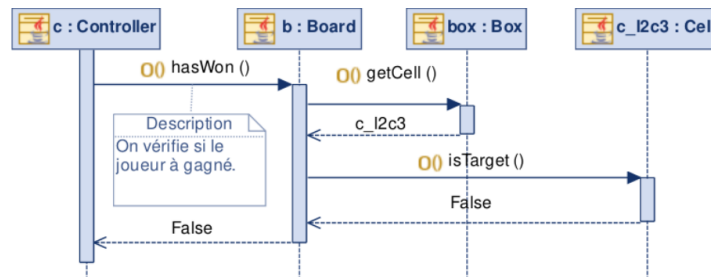 c : Controller
b : Board
box : Box
c_l2c3 : Cel
O() hasWon ()
O() getCell ()
Description
On vérifie si le
joueur à gagné.
c_l2c3
O() isTarget ()
False
False